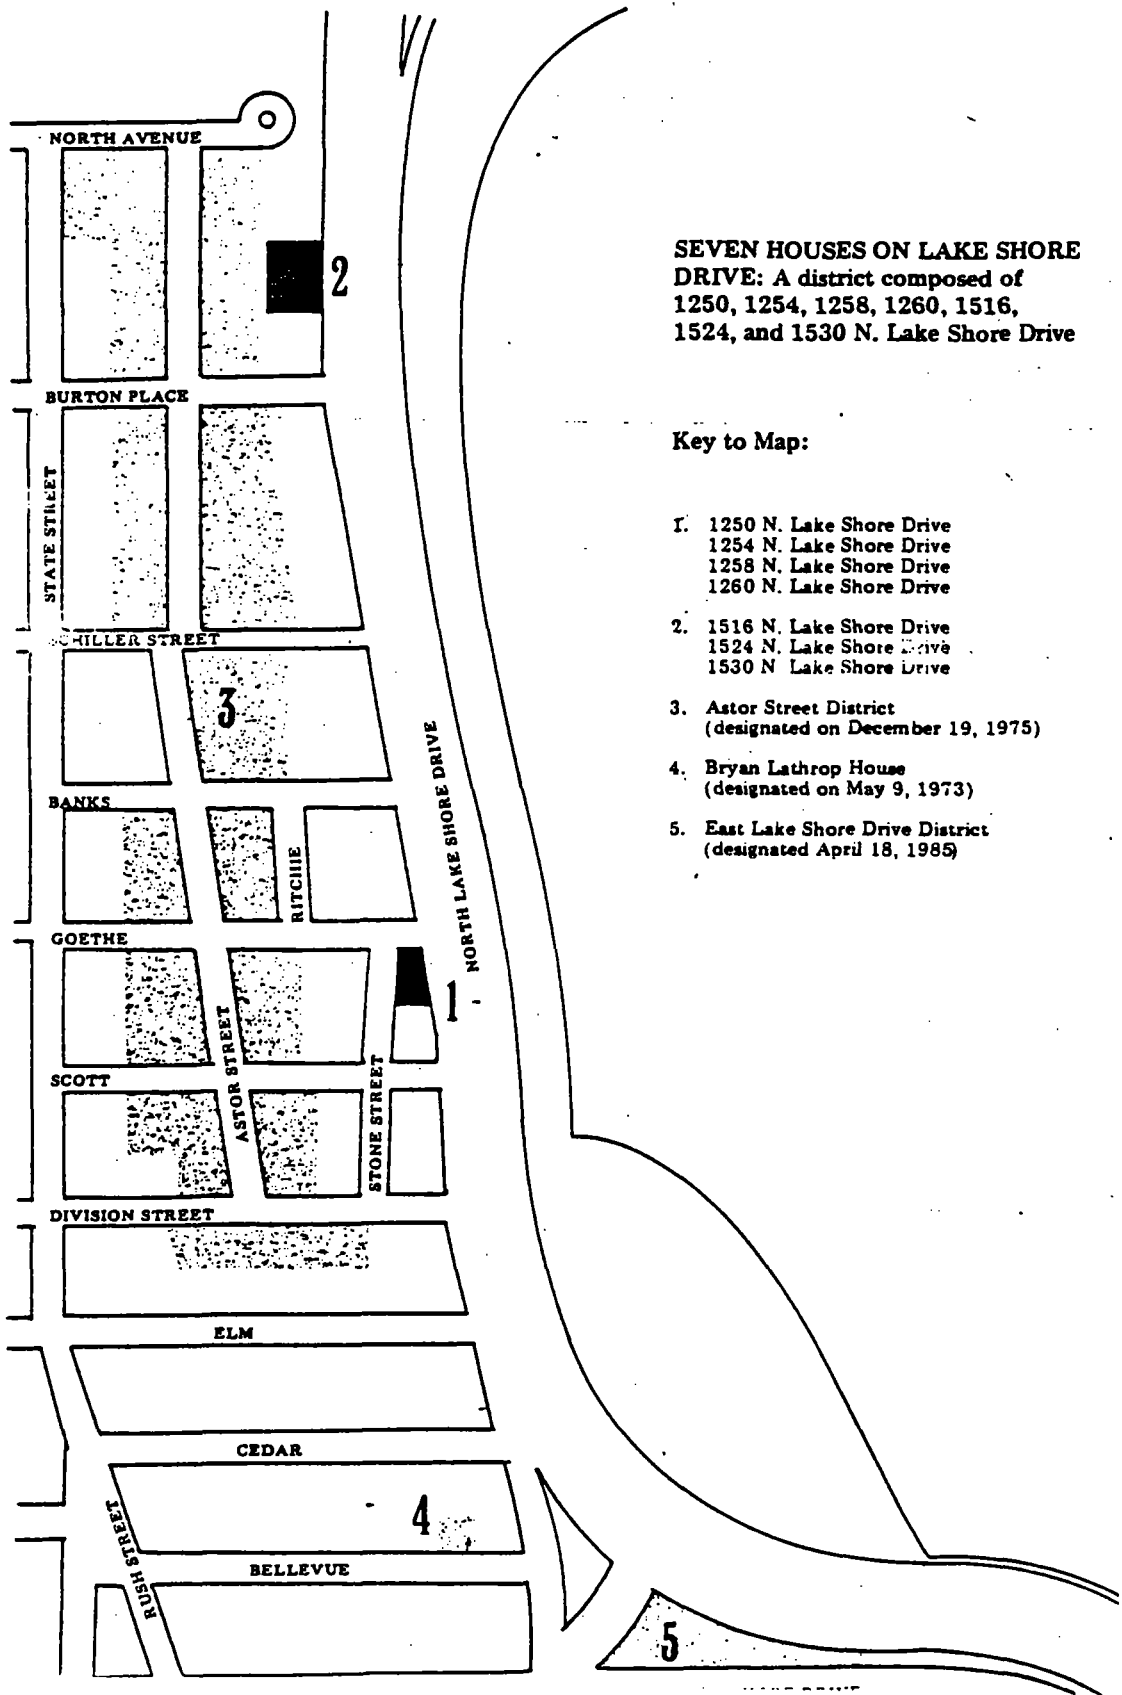 NORTH AVENUE
2
BURTON PLACE
STATE STREET
SCHILLER STREET
3
NORTH LAKE SHORE DRIVE
BANKS
RITCHIE
GOETHE
1
ASTOR STREET
SCOTT
STONE STREET
DIVISION STREET
ELM
CEDAR
4
RUSH STREET
BELLEVUE
5
SEVEN HOUSES ON LAKE SHORE
DRIVE: A district composed of
1250, 1254, 1258, 1260, 1516,
1524, and 1530 N. Lake Shore Drive
Key to Map:
1. 1250 N. Lake Shore Drive
1254 N. Lake Shore Drive
1258 N. Lake Shore Drive
1260 N. Lake Shore Drive
2. 1516 N. Lake Shore Drive
1524 N. Lake Shore Drive
1530 N Lake Shore Drive
3. Astor Street District
(designated on December 19, 1975)
4. Bryan Lathrop House
(designated on May 9, 1973)
5. East Lake Shore Drive District
(designated April 18, 1985)